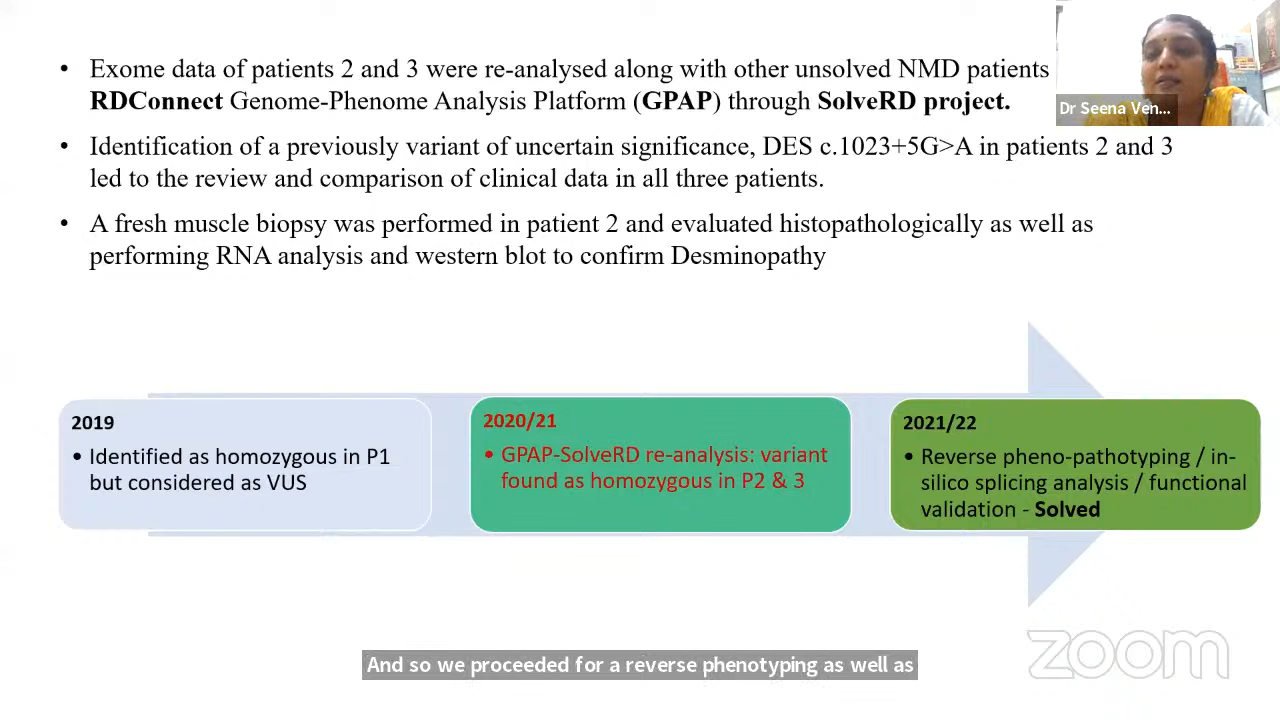 • Exome data of patients 2 and 3 were re-analysed along with other unsolved NMD patients
RDConnect Genome-Phenome Analysis Platform (GPAP) through SolveRD project.
• Identification of a previously variant of uncertain significance, DES c.1023+5G>A in patients 2 and 3
led to the review and comparison of clinical data in all three patients.
• A fresh muscle biopsy was performed in patient 2 and evaluated histopathologically as well as
performing RNA analysis and western blot to confirm Desminopathy
Dr Seena Ven...
2019
• Identified as homozygous in P1
but considered as VUS
2020/21
• GPAP-SolveRD re-analysis: variant
found as homozygous in P2 & 3
2021/22
• Reverse pheno-pathotyping / in-
silico splicing analysis / functional
validation - Solved
And so we proceeded for a reverse phenotyping as well as
zoom